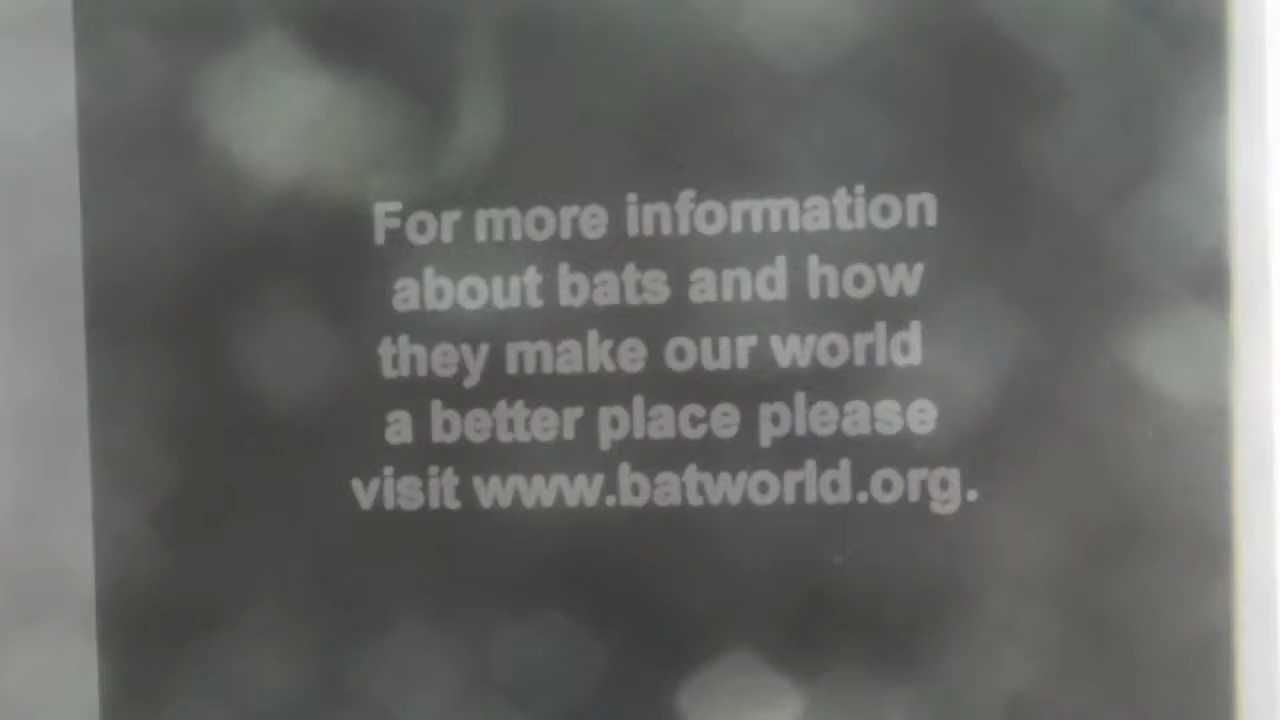 For more information
about bats and how
they make our world
a better place please
visit www.batworld.org.